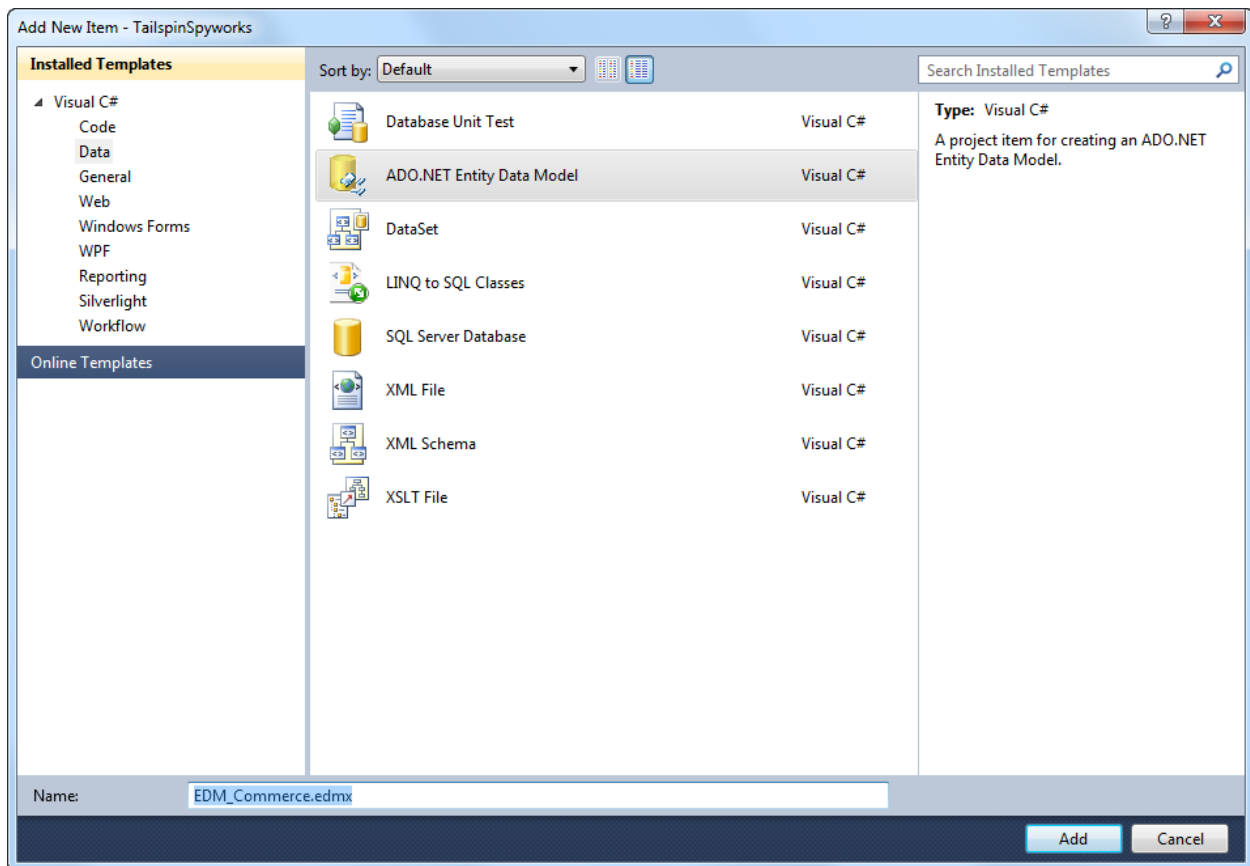 Add New Item - TailspinSpyworks
Installed Templates
Visual C#
Code
Data
General
Web
Windows Forms
WPF
Reporting
Silverlight
Workflow
Online Templates
Sort by: Default
Database Unit Test Visual C#
ADO.NET Entity Data Model Visual C#
DataSet Visual C#
LINQ to SQL Classes Visual C#
SQL Server Database Visual C#
XML File Visual C#
XML Schema Visual C#
XSLT File Visual C#
Search Installed Templates
Type: Visual C#
A project item for creating an ADO.NET
Entity Data Model.
Name: EDM_Commerce.edmx
Add Cancel